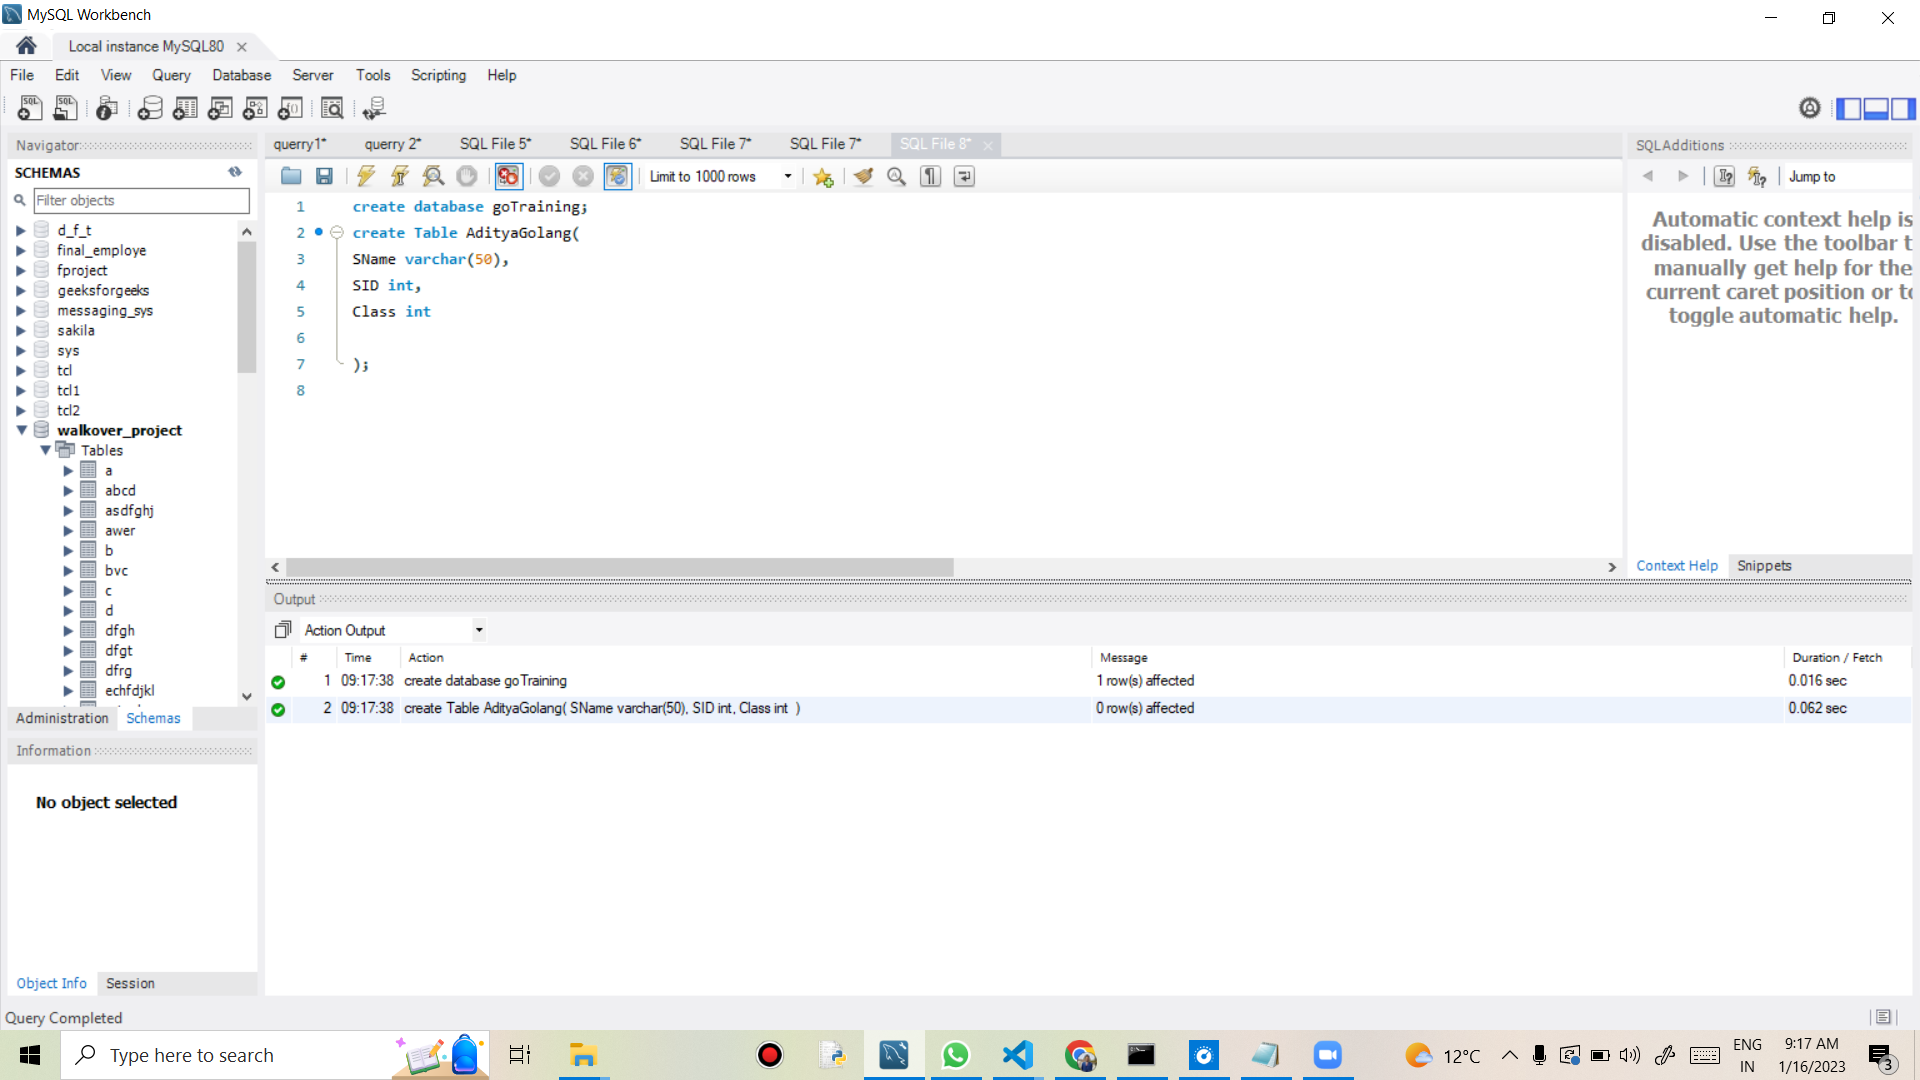 MySQL Workbench
Local instance MySQL80
File Edit View Query Database Server Tools Scripting Help
Navigator
SCHEMAS
Filter objects
d_f_t
final_employe
fproject
geeksforgeeks
messaging_sys
sakila
sys
tcl
tcl1
tcl2
walkover_project
Tables
a
abcd
asdfghj
awer
b
bvc
c
d
dfgh
dfgt
dfrg
echfdjkl
Administration Schemas
Information
No object selected
Object Info Session
Query Completed
querry1* querry 2* SQL File 5* SQL File 6* SQL File 7* SQL File 7* SQL File 8*
Limit to 1000 rows
1 create database goTraining;
2 create Table AdityaGolang(
3 SName varchar(50),
4 SID int,
5 Class int
6
7 );
8
SQLAdditions
Jump to
Automatic context help is
disabled. Use the toolbar t
manually get help for the
current caret position or to
toggle automatic help.
Context Help Snippets
Output
Action Output
# Time Action Message Duration / Fetch
1 09:17:38 create database goTraining 1 row(s) affected 0.016 sec
2 09:17:38 create Table AdityaGolang( SName varchar(50), SID int, Class int ) 0 row(s) affected 0.062 sec
Type here to search
12°C
ENG
IN
9:17 AM
1/16/2023
3